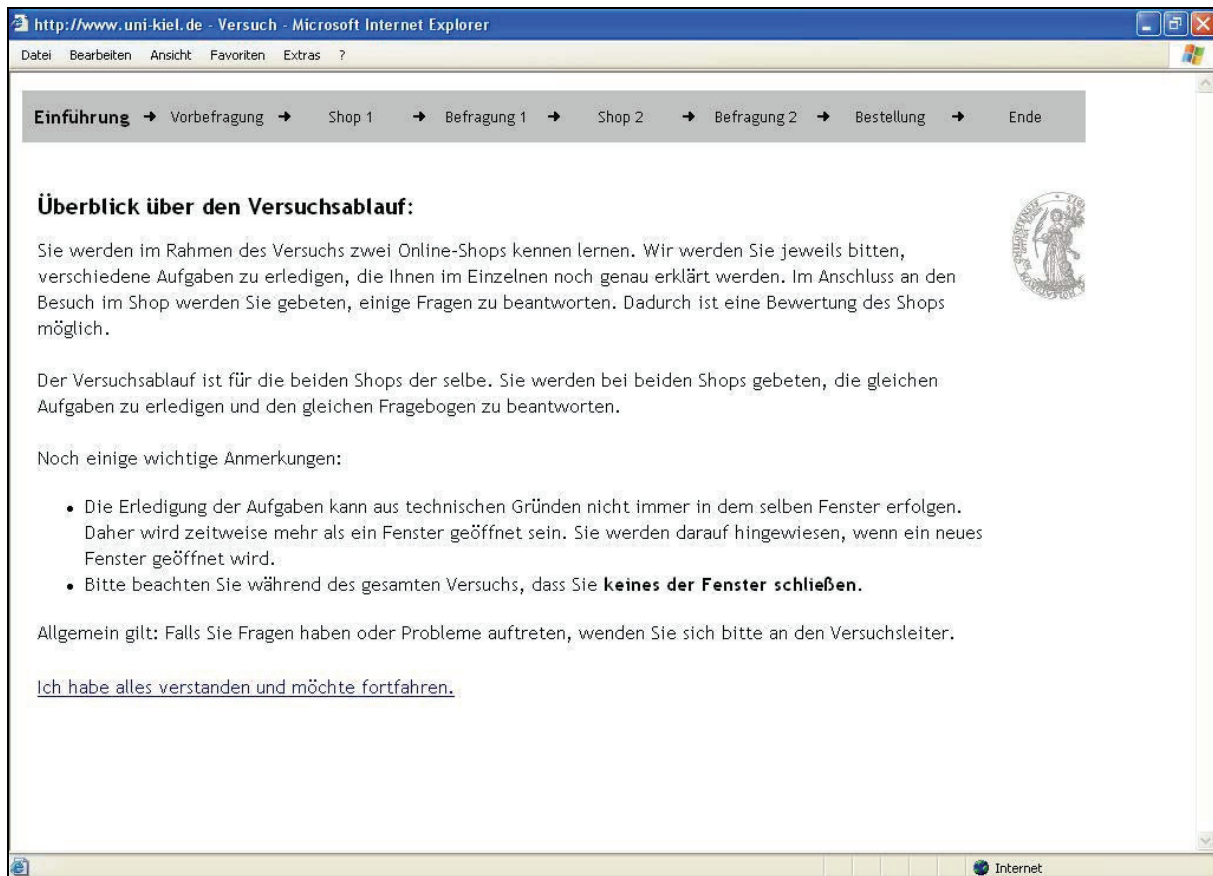 http://www.uni-kiel.de - Versuch - Microsoft Internet Explorer
Datei Bearbeiten Ansicht Favoriten Extras ?
Einführung → Vorbefragung → Shop 1 → Befragung 1 → Shop 2 → Befragung 2 → Bestellung → Ende
Überblick über den Versuchsablauf:
Sie werden im Rahmen des Versuchs zwei Online-Shops kennen lernen. Wir werden Sie jeweils bitten,
verschiedene Aufgaben zu erledigen, die Ihnen im Einzelnen noch genau erklärt werden. Im Anschluss an den
Besuch im Shop werden Sie gebeten, einige Fragen zu beantworten. Dadurch ist eine Bewertung des Shops
möglich.
Der Versuchsablauf ist für die beiden Shops der selbe. Sie werden bei beiden Shops gebeten, die gleichen
Aufgaben zu erledigen und den gleichen Fragebogen zu beantworten.
Noch einige wichtige Anmerkungen:
• Die Erledigung der Aufgaben kann aus technischen Gründen nicht immer in dem selben Fenster erfolgen.
Daher wird zeitweise mehr als ein Fenster geöffnet sein. Sie werden darauf hingewiesen, wenn ein neues
Fenster geöffnet wird.
• Bitte beachten Sie während des gesamten Versuchs, dass Sie keines der Fenster schließen.
Allgemein gilt: Falls Sie Fragen haben oder Probleme auftreten, wenden Sie sich bitte an den Versuchsleiter.
Ich habe alles verstanden und möchte fortfahren.
Internet